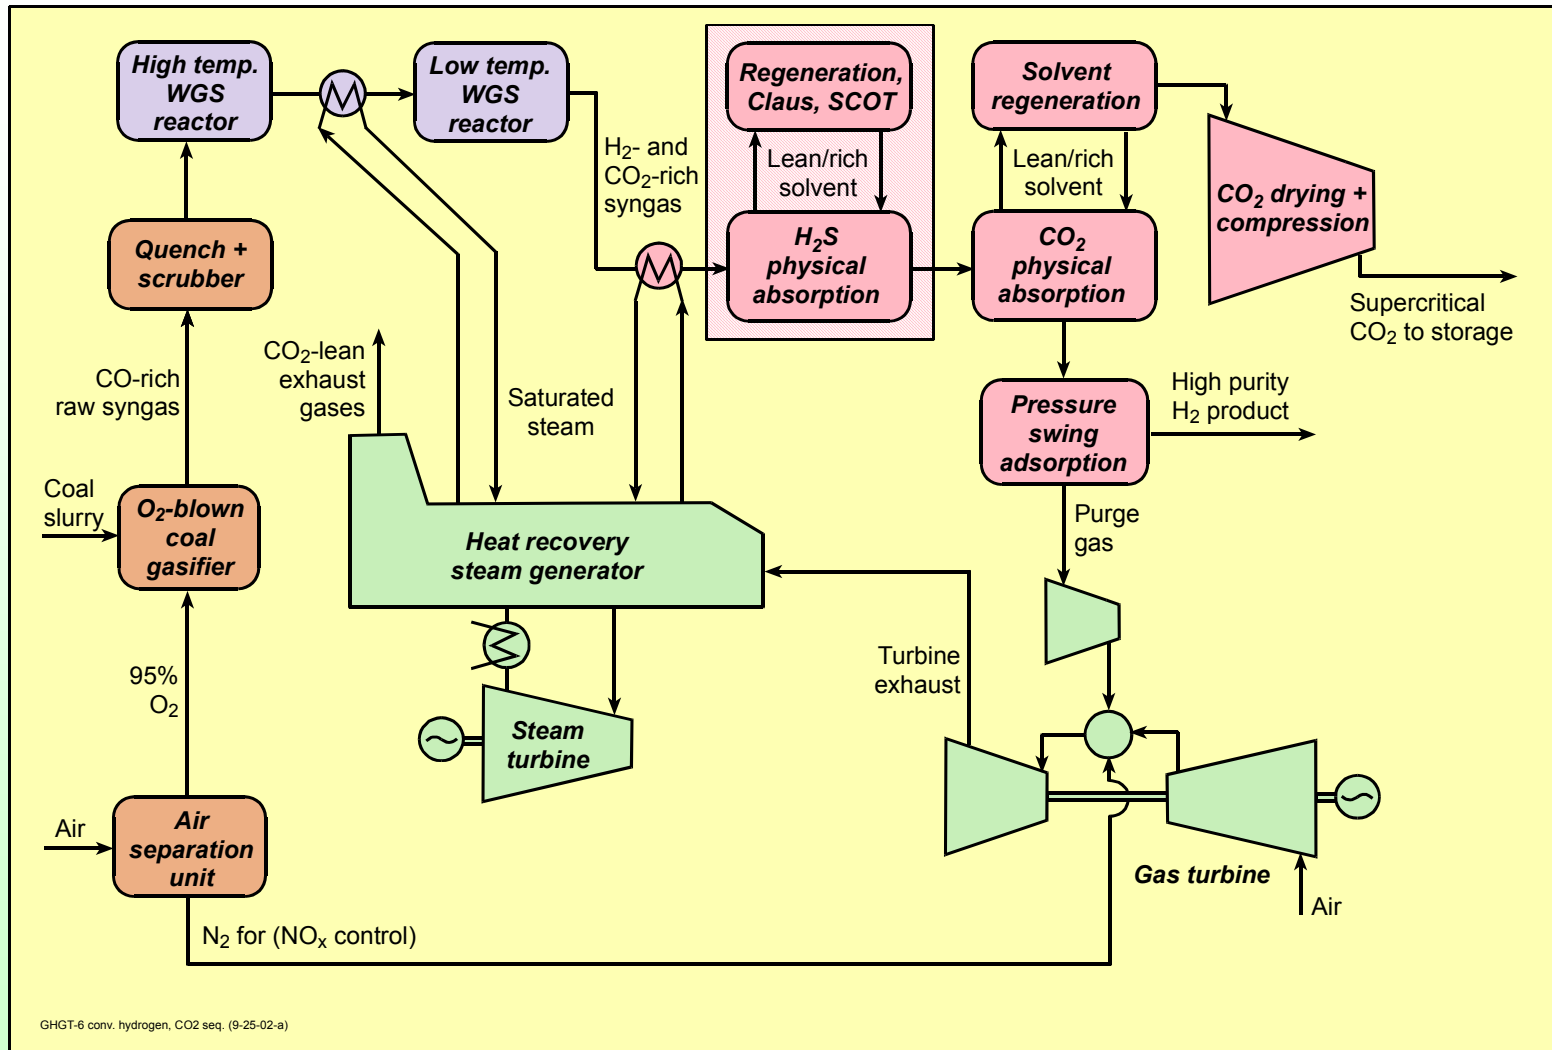 High temp.
WGS
reactor
Low temp.
WGS
reactor
Regeneration,
Claus, SCOT
Solvent
regeneration
H₂- and
CO₂-rich
syngas
Lean/rich
solvent
Lean/rich
solvent
CO₂ drying +
compression
Quench +
scrubber
H₂S
physical
absorption
CO₂
physical
absorption
Supercritical
CO₂ to storage
CO₂-lean
exhaust
gases
CO-rich
raw syngas
Saturated
steam
Pressure
swing
adsorption
High purity
H₂ product
Coal
slurry
O₂-blown
coal
gasifier
Heat recovery
steam generator
Purge
gas
95%
O₂
Turbine
exhaust
Steam
turbine
Air
Air
separation
unit
Gas turbine
Air
N₂ for (NOₓ control)
GHGT-6 conv. hydrogen, CO2 seq. (9-25-02-a)